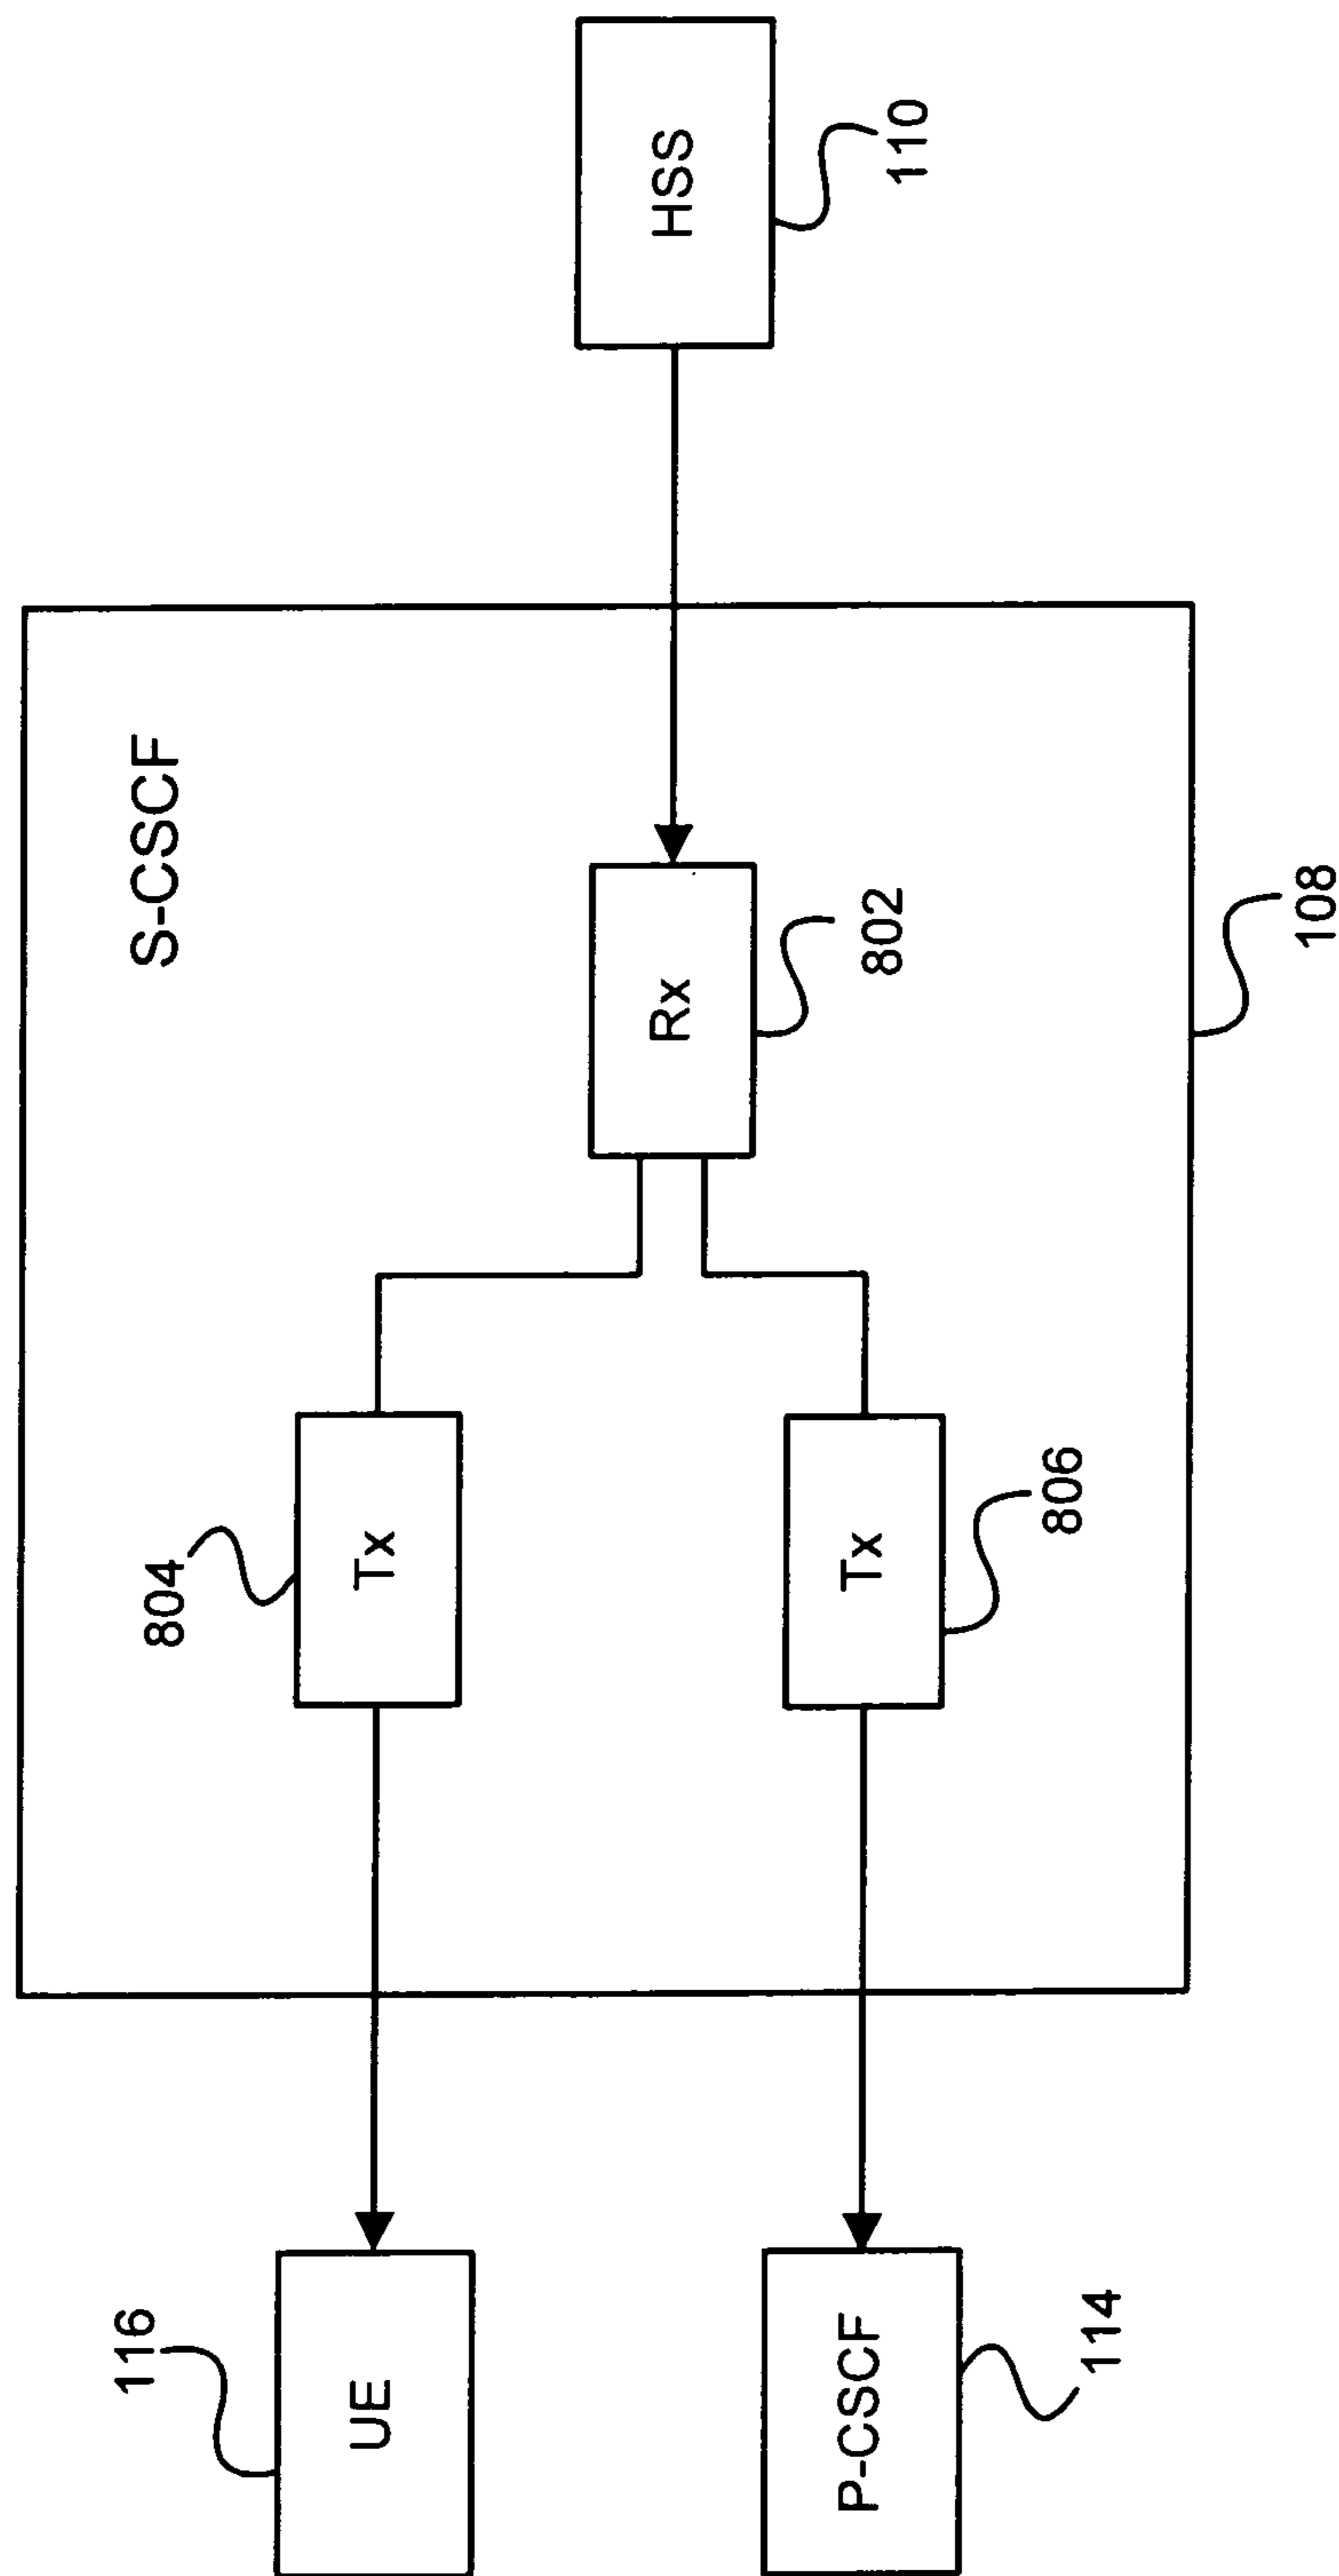 S-CSCF
116
UE
804
Tx
Rx
802
HSS
110
P-CSCF
114
Tx
806
108